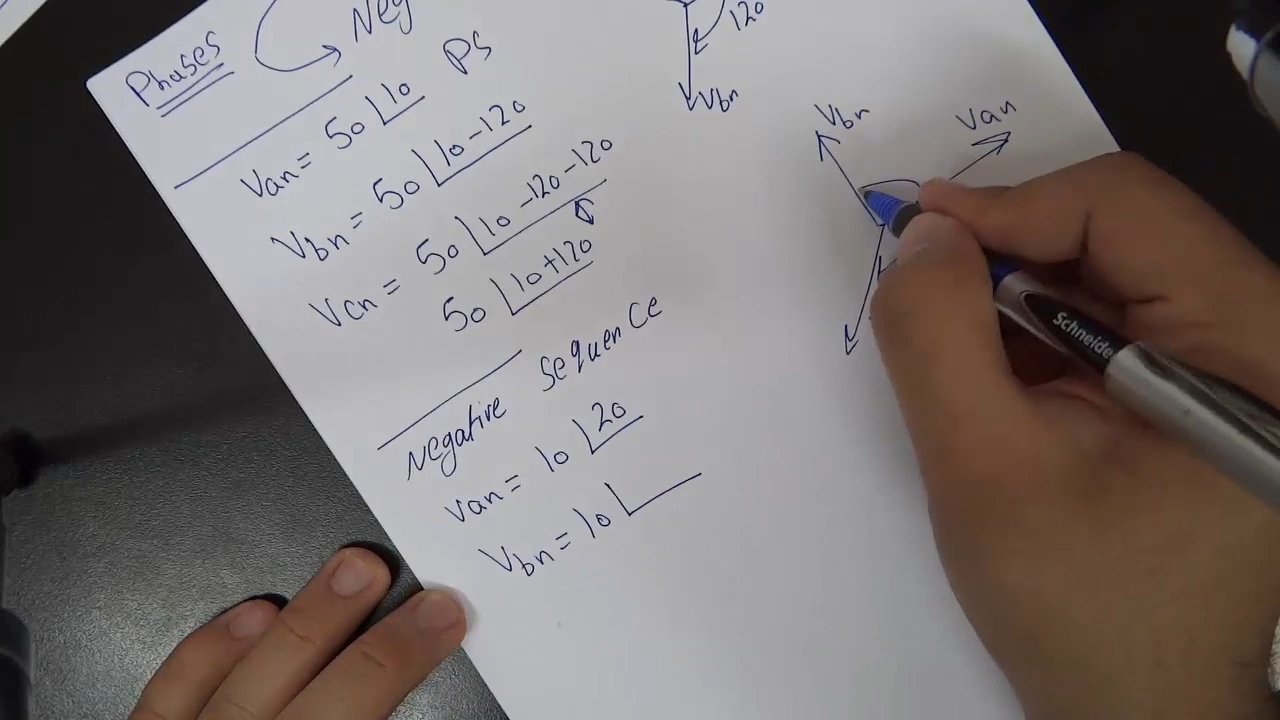 Phases
Neg
Van = 50∠10 PS
Vbn = 50∠10-120
Vcn = 50∠10-120-120
50∠10+120
Negative sequence
Van = 10∠20
Vbn = 10∠
120
Vbn
Vbn
Van
Schneide